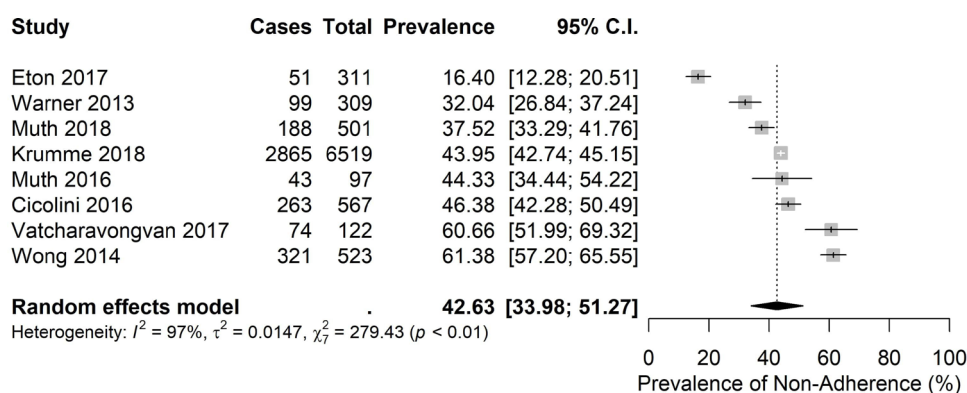 Study Cases Total Prevalence 95% C.I.
Eton 2017 51 311 16.40 [12.28; 20.51]
Warner 2013 99 309 32.04 [26.84; 37.24]
Muth 2018 188 501 37.52 [33.29; 41.76]
Krumme 2018 2865 6519 43.95 [42.74; 45.15]
Muth 2016 43 97 44.33 [34.44; 54.22]
Cicolini 2016 263 567 46.38 [42.28; 50.49]
Vatcharavongvan 2017 74 122 60.66 [51.99; 69.32]
Wong 2014 321 523 61.38 [57.20; 65.55]
Random effects model . 42.63 [33.98; 51.27]
Heterogeneity: I² = 97%, τ² = 0.0147, χ²₇ = 279.43 (p < 0.01)
0 20 40 60 80 100
Prevalence of Non-Adherence (%)